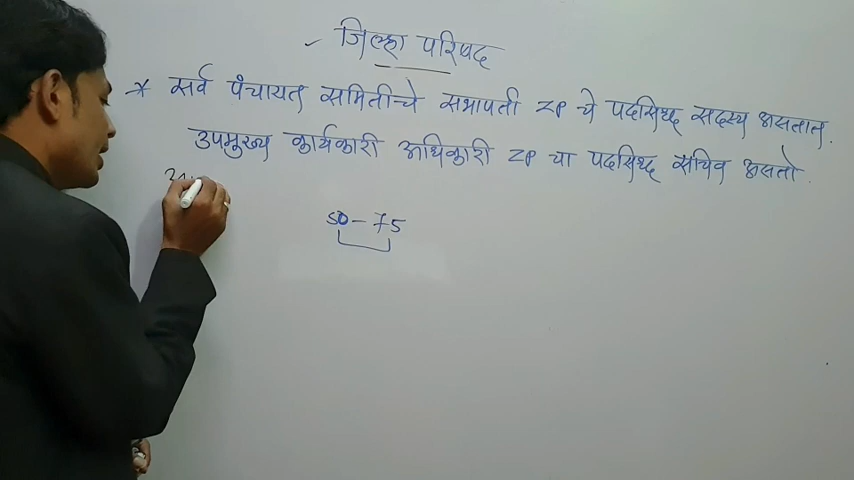 ✓ जिल्हा परिषद
* सर्व पंचायत समितीचे सभापती ZP चे पदसिध्द सदस्य असतात.
उपमुख्य कार्यकारी अधिकारी ZP चा पदसिध्द सचिव असतो.
50 - 75